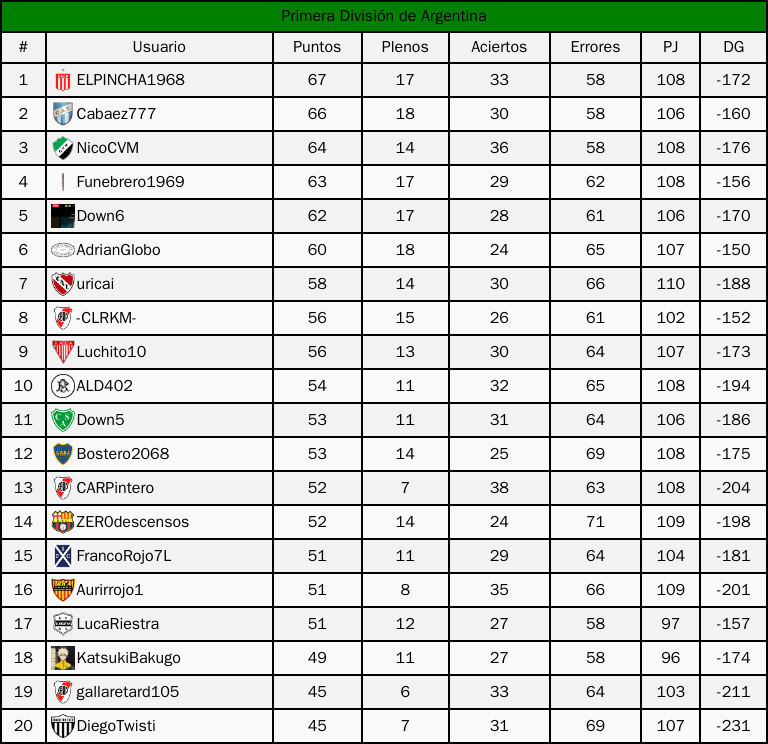 Primera División de Argentina
# Usuario Puntos Plenos Aciertos Errores PJ DG
1 ELPINCHA1968 67 17 33 58 108 -172
2 Cabaez777 66 18 30 58 106 -160
3 NicoCVM 64 14 36 58 108 -176
4 Funebrero1969 63 17 29 62 108 -156
5 Down6 62 17 28 61 106 -170
6 AdrianGlobo 60 18 24 65 107 -150
7 uricai 58 14 30 66 110 -188
8 -CLRKM- 56 15 26 61 102 -152
9 Luchito10 56 13 30 64 107 -173
10 ALD402 54 11 32 65 108 -194
11 Down5 53 11 31 64 106 -186
12 Bostero2068 53 14 25 69 108 -175
13 CARPintero 52 7 38 63 108 -204
14 ZER0descensos 52 14 24 71 109 -198
15 FrancoRojo7L 51 11 29 64 104 -181
16 Aurirrojo1 51 8 35 66 109 -201
17 LucaRiestra 51 12 27 58 97 -157
18 KatsukiBakugo 49 11 27 58 96 -174
19 gallaretard105 45 6 33 64 103 -211
20 DiegoTwisti 45 7 31 69 107 -231